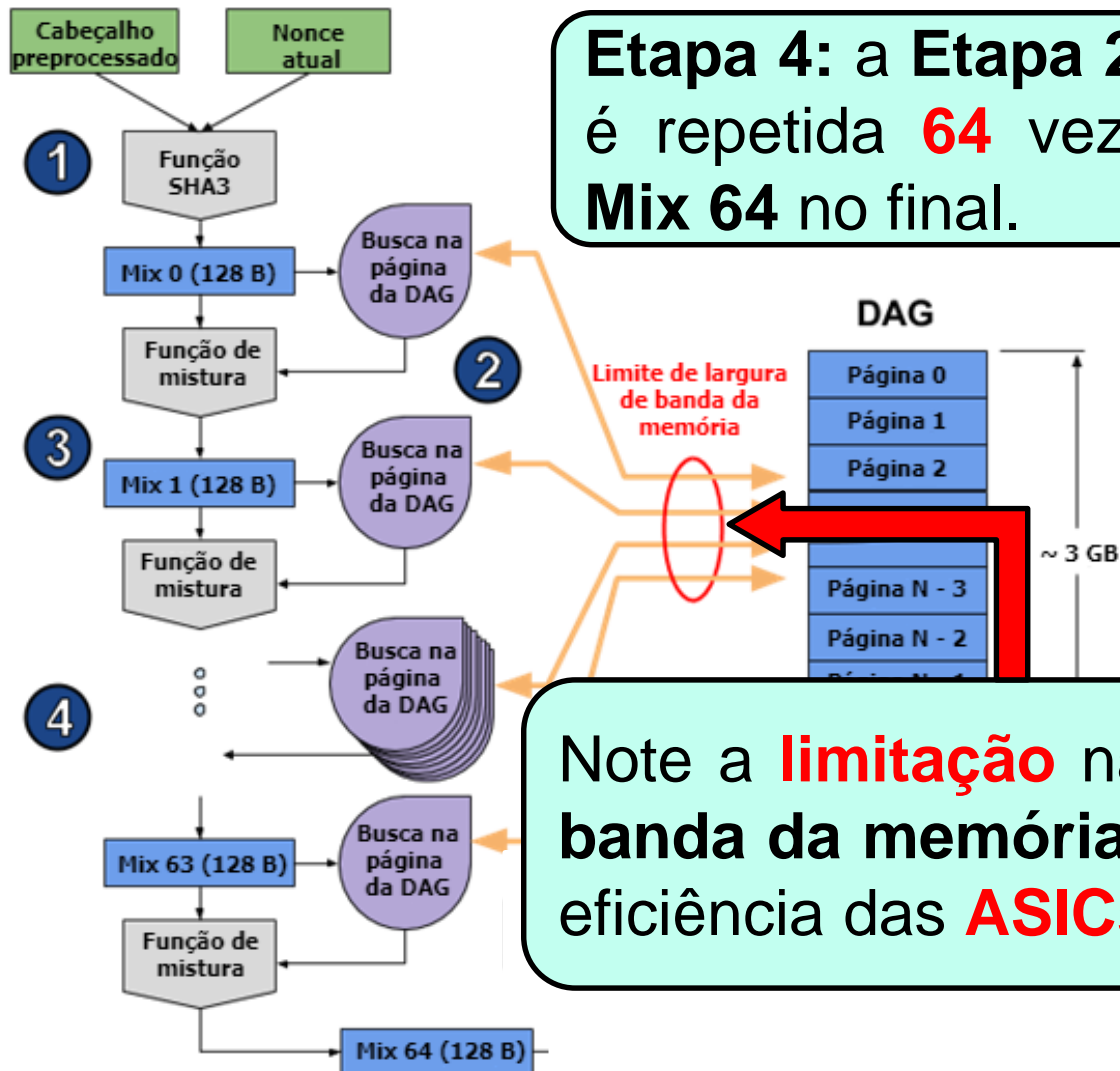 Cabeçalho
preprocessado
Nonce
atual
Etapa 4: a Etapa 2
é repetida 64 vez
Mix 64 no final.
1
Função
SHA3
Mix 0 (128 B)
Busca na
página
da DAG
Função de
mistura
2
Limite de largura
de banda da
memória
DAG
Página 0
Página 1
Página 2
Página N - 3
Página N - 2
~ 3 GB
3
Mix 1 (128 B)
Busca na
página
da DAG
Função de
mistura
4
Busca na
página
da DAG
Note a limitação na
banda da memória
eficiência das ASICs
Mix 63 (128 B)
Busca na
página
da DAG
Função de
mistura
Mix 64 (128 B)